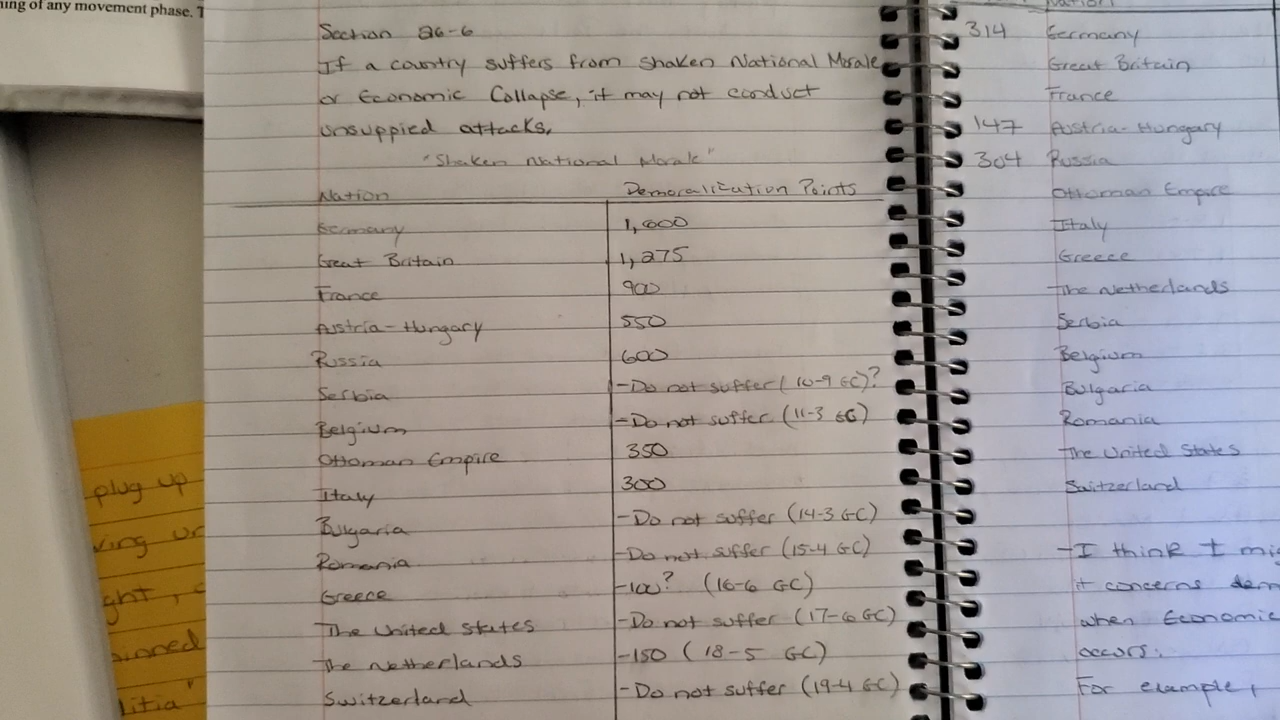 ing of any movement phase. T
Section 26-6
If a country suffers from Shaken National Morale
or Economic Collapse, it may not conduct
unsuppied attacks.
"Shaken National Morale"
Nation Demoralization Points
Germany 1,000
Great Britain 1,275
France 900
Austria-Hungary 550
Russia 600
Serbia -Do not suffer (10-9 GC)?
Belgium -Do not suffer (11-3 GC)
Ottoman Empire 350
Italy 300
Bulgaria -Do not suffer (14-3 GC)
Romania -Do not suffer (15-4 GC)
Greece -100? (16-6 GC)
The United States -Do not suffer (17-6 GC)
The Netherlands -150 (18-5 GC)
Switzerland -Do not suffer (19-4 GC)
Nation
314 Germany
Great Britain
France
147 Austria-Hungary
304 Russia
Ottoman Empire
Italy
Greece
The Netherlands
Serbia
Belgium
Bulgaria
Romania
The United States
Switzerland
-I think I mi
it concerns dem
when Economic
occurs.
For example,
plug up
ving
ght,
litia"